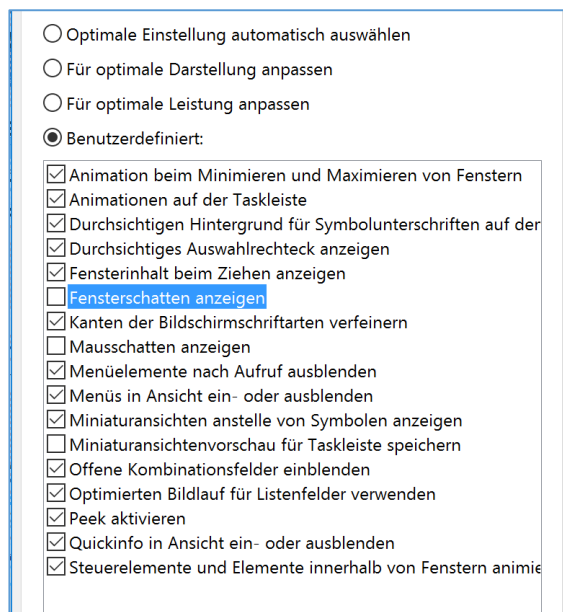 Optimale Einstellung automatisch auswählen
Für optimale Darstellung anpassen
Für optimale Leistung anpassen
Benutzerdefiniert:
Animation beim Minimieren und Maximieren von Fenstern
Animationen auf der Taskleiste
Durchsichtigen Hintergrund für Symbolunterschriften auf der
Durchsichtiges Auswahlrechteck anzeigen
Fensterinhalt beim Ziehen anzeigen
Fensterschatten anzeigen
Kanten der Bildschirmschriftarten verfeinern
Mausschatten anzeigen
Menüelemente nach Aufruf ausblenden
Menüs in Ansicht ein- oder ausblenden
Miniaturansichten anstelle von Symbolen anzeigen
Miniaturansichtenvorschau für Taskleiste speichern
Offene Kombinationsfelder einblenden
Optimierten Bildlauf für Listenfelder verwenden
Peek aktivieren
Quickinfo in Ansicht ein- oder ausblenden
Steuerelemente und Elemente innerhalb von Fenstern animie